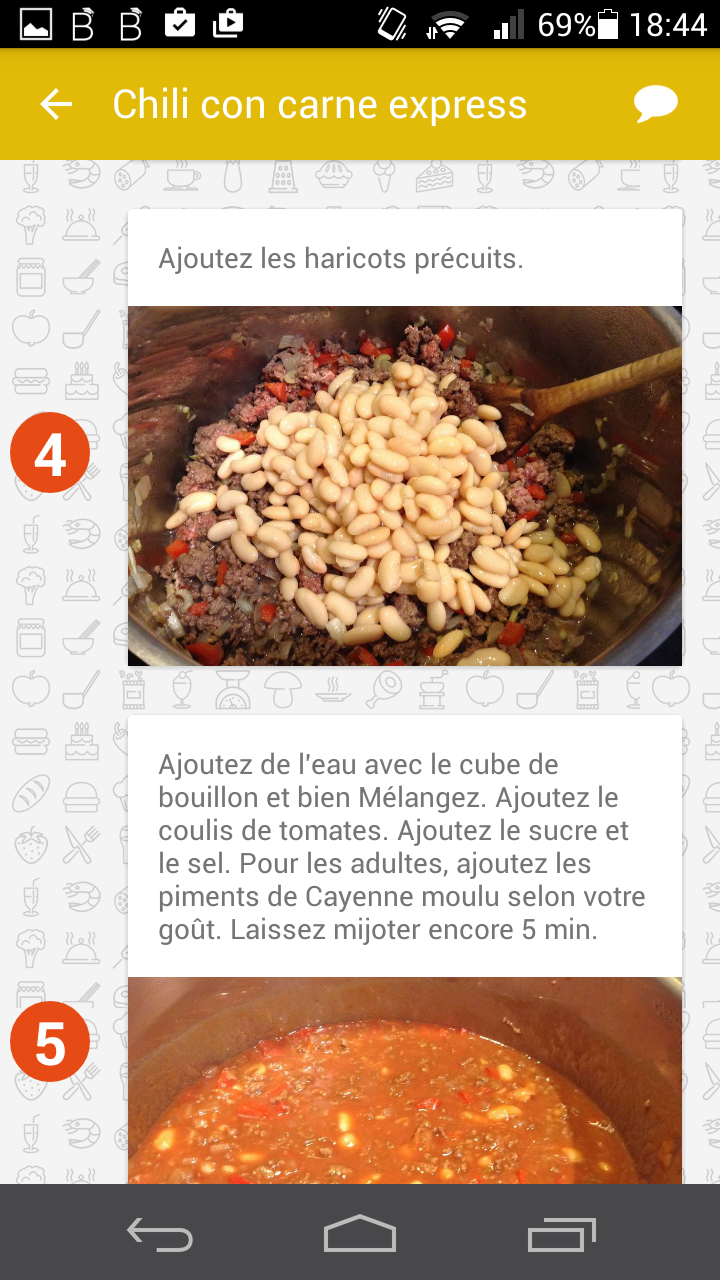 69% 18:44
Chili con carne express
Ajoutez les haricots précuits.
4
Ajoutez de l'eau avec le cube de
bouillon et bien Mélangez. Ajoutez le
coulis de tomates. Ajoutez le sucre et
le sel. Pour les adultes, ajoutez les
piments de Cayenne moulu selon votre
goût. Laissez mijoter encore 5 min.
5